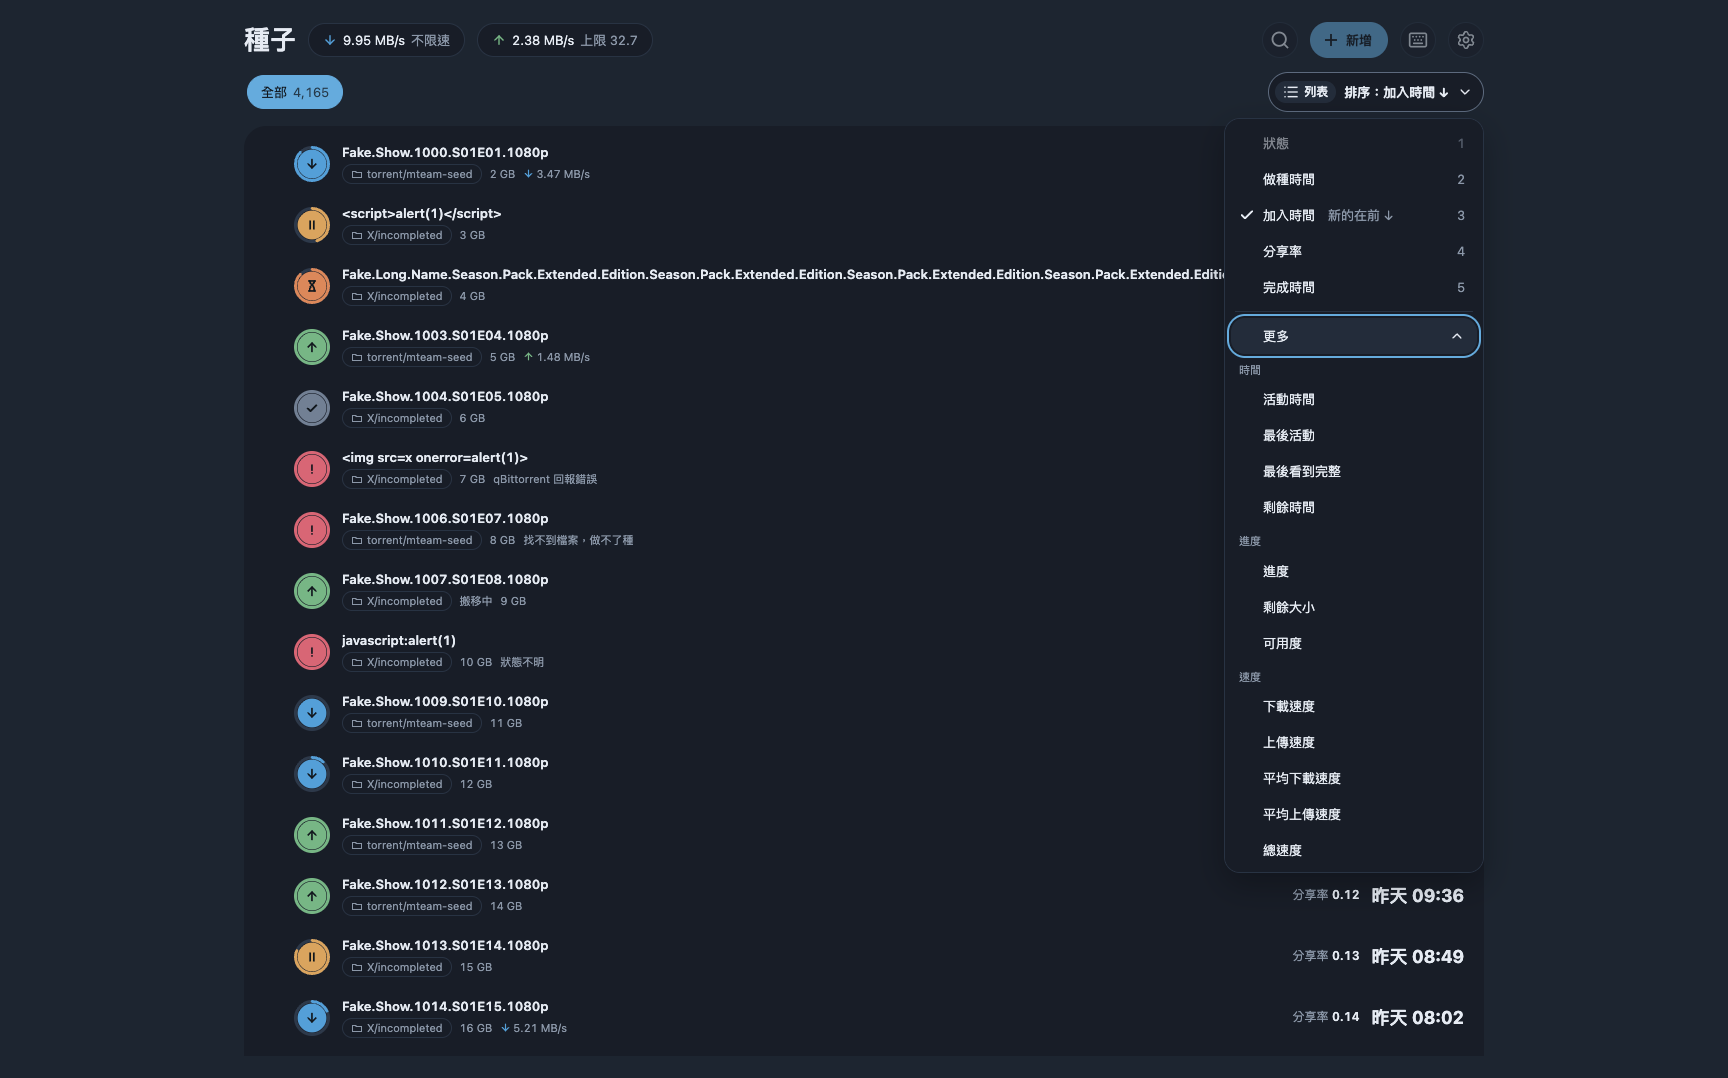 種子
9.95 MB/s 不限速
2.38 MB/s 上限 32.7
新增
全部 4,165
列表 排序：加入時間
Fake.Show.1000.S01E01.1080p
torrent/mteam-seed 2 GB 3.47 MB/s
<script>alert(1)</script>
X/incompleted 3 GB
Fake.Long.Name.Season.Pack.Extended.Edition.Season.Pack.Extended.Edition.Season.Pack.Extended.Edition.Season.Pack.Extended.Editi
X/incompleted 4 GB
Fake.Show.1003.S01E04.1080p
torrent/mteam-seed 5 GB 1.48 MB/s
Fake.Show.1004.S01E05.1080p
X/incompleted 6 GB
<img src=x onerror=alert(1)>
X/incompleted 7 GB qBittorrent 回報錯誤
Fake.Show.1006.S01E07.1080p
torrent/mteam-seed 8 GB 找不到檔案，做不了種
Fake.Show.1007.S01E08.1080p
X/incompleted 搬移中 9 GB
javascript:alert(1)
X/incompleted 10 GB 狀態不明
Fake.Show.1009.S01E10.1080p
torrent/mteam-seed 11 GB
Fake.Show.1010.S01E11.1080p
X/incompleted 12 GB
Fake.Show.1011.S01E12.1080p
torrent/mteam-seed 13 GB
Fake.Show.1012.S01E13.1080p
torrent/mteam-seed 14 GB
分享率 0.12 昨天 09:36
Fake.Show.1013.S01E14.1080p
X/incompleted 15 GB
分享率 0.13 昨天 08:49
Fake.Show.1014.S01E15.1080p
X/incompleted 16 GB 5.21 MB/s
分享率 0.14 昨天 08:02
狀態 1
做種時間 2
加入時間 新的在前 3
分享率 4
完成時間 5
更多
時間
活動時間
最後活動
最後看到完整
剩餘時間
進度
進度
剩餘大小
可用度
速度
下載速度
上傳速度
平均下載速度
平均上傳速度
總速度